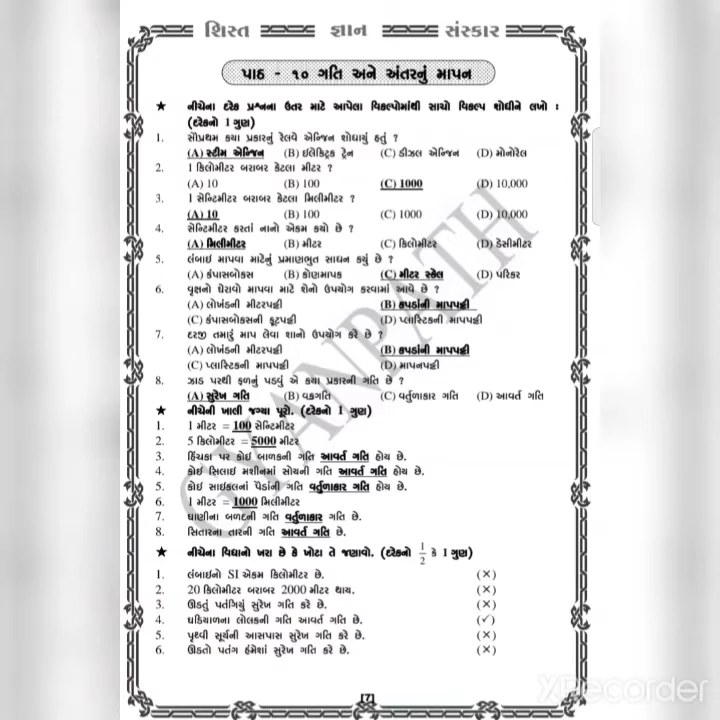 શિસ્ત જ્ઞાન સંસ્કાર
પાઠ - ૧૦ ગતિ અને અંતરનું માપન
★ નીચેના દરેક પ્રશ્નના ઉતર માટે આપેલા વિકલ્પોમાંથી સાચો વિકલ્પ શોધીને લખો :
(દરેકનો 1 ગુણ)
1. સૌપ્રથમ કયા પ્રકારનું રેલવે એન્જિન શોધાયું હતું ?
(A) સ્ટીમ એન્જિન (B) ઈલેક્ટ્રિક ટ્રેન (C) ડીઝલ એન્જિન (D) મોનોરેલ
2. 1 કિલોમીટર બરાબર કેટલા મીટર ?
(A) 10 (B) 100 (C) 1000 (D) 10,000
3. 1 સેન્ટિમીટર બરાબર કેટલા મિલીમીટર ?
(A) 10 (B) 100 (C) 1000 (D) 10,000
4. સેન્ટિમીટર કરતાં નાનો એકમ કયો છે ?
(A) મિલીમીટર (B) મીટર (C) કિલોમીટર (D) ડેસીમીટર
5. લંબાઈ માપવા માટેનું પ્રમાણભુત સાધન કયું છે ?
(A) કંપાસબોક્સ (B) કોણમાપક (C) મીટર સ્કેલ (D) પરિકર
6. વૃક્ષનો ઘેરાવો માપવા માટે શેનો ઉપયોગ કરવામાં આવે છે ?
(A) લોખંડની મીટરપટ્ટી (B) કપડાંની માપપટ્ટી
(C) કંપાસબોકસની ફૂટપટ્ટી (D) પ્લાસ્ટિકની માપપટ્ટી
7. દરજી તમારું માપ લેવા શાનો ઉપયોગ કરે છે ?
(A) લોખંડની મીટરપટ્ટી (B) કપડાંની માપપટ્ટી
(C) પ્લાસ્ટિકની માપપટ્ટી (D) માપનપટ્ટી
8. ઝાડ પરથી ફળનું પડવું એ કયા પ્રકારની ગતિ છે ?
(A) સુરેખ ગતિ (B) વક્રગતિ (C) વર્તુળાકાર ગતિ (D) આવર્ત ગતિ
★ નીચેની ખાલી જગ્યા પૂરો. (દરેકનો 1 ગુણ)
1. 1 મીટર = 100 સેન્ટિમીટર
2. 5 કિલોમીટર = 5000 મીટર
3. હિંચકા પર કોઈ બાળકની ગતિ આવર્ત ગતિ હોય છે.
4. કોઈ સિલાઈ મશીનમાં સોયની ગતિ આવર્ત ગતિ હોય છે.
5. કોઈ સાઈકલનાં પૈડાંની ગતિ વર્તુળાકાર ગતિ હોય છે.
6. 1 મીટર = 1000 મિલીમીટર
7. ઘાણીના બળદની ગતિ વર્તુળાકાર ગતિ છે.
8. સિતારના તારની ગતિ આવર્ત ગતિ છે.
★ નીચેના વિધાનો ખરા છે કે ખોટા તે જણાવો. (દરેકનો 1/2 કે 1 ગુણ)
1. લંબાઈનો SI એકમ કિલોમીટર છે. (×)
2. 20 કિલોમીટર બરાબર 2000 મીટર થાય. (×)
3. ઊડતું પતંગિયું સુરેખ ગતિ કરે છે. (×)
4. ઘડિયાળના લોલકની ગતિ આવર્ત ગતિ છે. (✓)
5. પૃથ્વી સૂર્યની આસપાસ સુરેખ ગતિ કરે છે. (×)
6. ઊડતો પતંગ હંમેશાં સુરેખ ગતિ કરે છે. (×)
GYANPATH
[7]
XRecorder